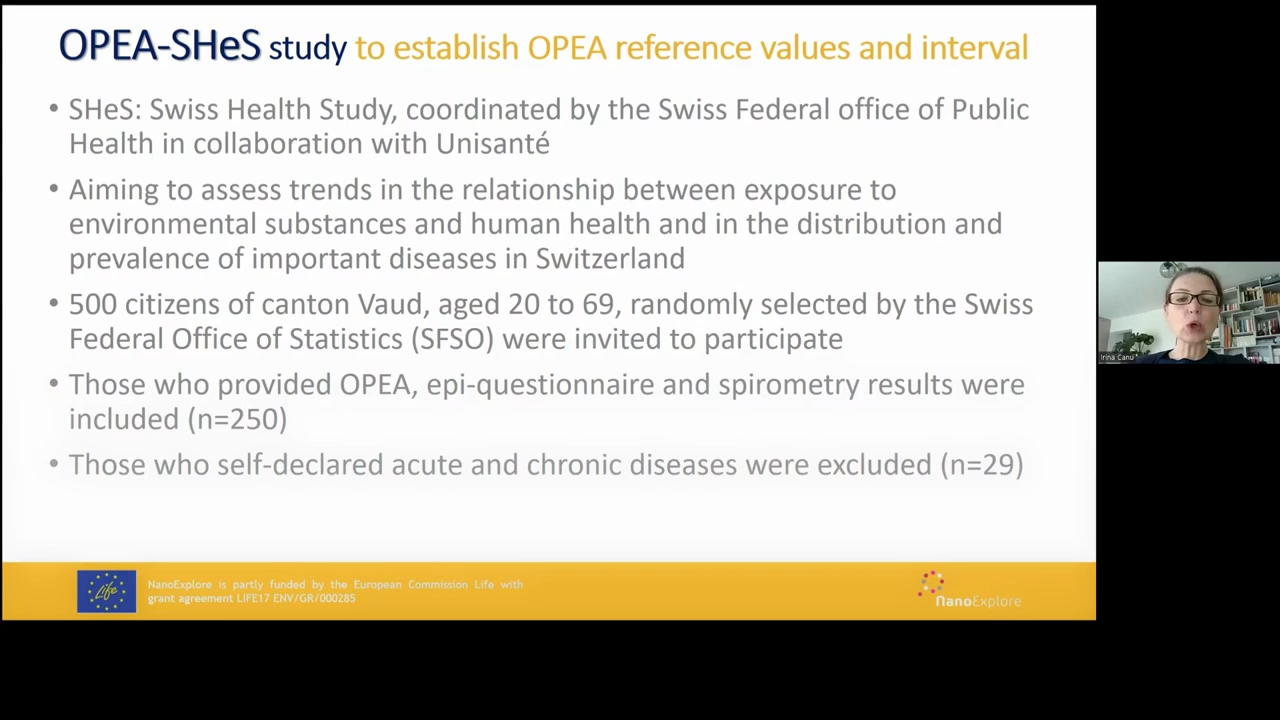 OPEA-SHeS study to establish OPEA reference values and interval
• SHeS: Swiss Health Study, coordinated by the Swiss Federal office of Public
Health in collaboration with Unisanté
• Aiming to assess trends in the relationship between exposure to
environmental substances and human health and in the distribution and
prevalence of important diseases in Switzerland
• 500 citizens of canton Vaud, aged 20 to 69, randomly selected by the Swiss
Federal Office of Statistics (SFSO) were invited to participate
• Those who provided OPEA, epi-questionnaire and spirometry results were
included (n=250)
• Those who self-declared acute and chronic diseases were excluded (n=29)
Irina Canu
Life
NanoExplore is partly funded by the European Commission Life with
grant agreement LIFE17 ENV/GR/000285
NanoExplore